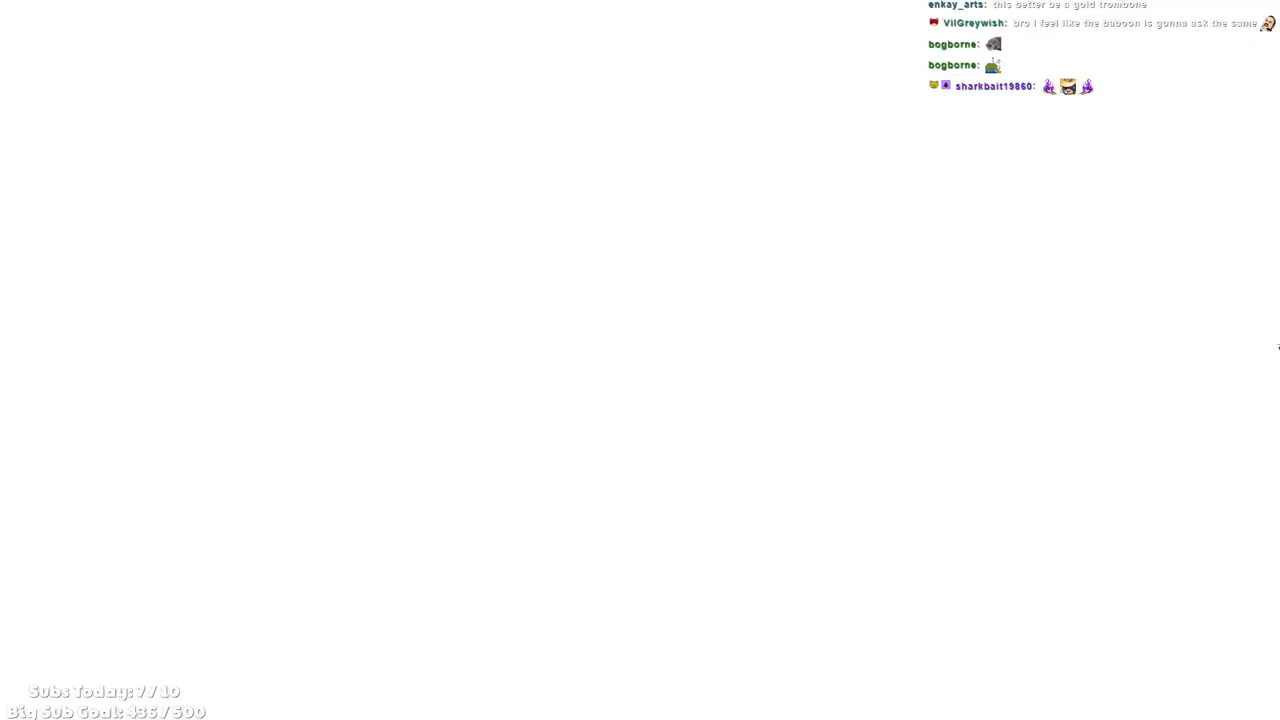 enkay_arts: this better be a gold trombone
VilGreywish: bro i feel like the baboon is gonna ask the same
bogborne:
bogborne:
sharkbait19860:
Subs Today: 7 / 10
Big Sub Goal: 436 / 500